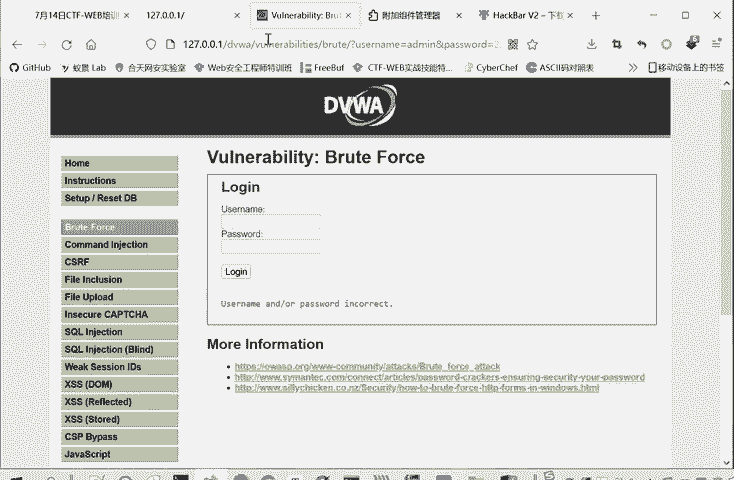 7月14日CTF-WEB培训
127.0.0.1/
Vulnerability: Brut
附加组件管理器
HackBar V2 – 下载
127.0.0.1/dvwa/vulnerabilities/brute/?username=admin&password=2
GitHub
蚁景 Lab
合天网安实验室
Web安全工程师特训班
FreeBuf
CTF-WEB实战技能特...
CyberChef
ASCII码对照表
移动设备上的书签
DVWA
Home
Instructions
Setup / Reset DB
Brute Force
Command Injection
CSRF
File Inclusion
File Upload
Insecure CAPTCHA
SQL Injection
SQL Injection (Blind)
Weak Session IDs
XSS (DOM)
XSS (Reflected)
XSS (Stored)
CSP Bypass
JavaScript
Vulnerability: Brute Force
Login
Username:
Password:
Login
Username and/or password incorrect.
More Information
https://owasp.org/www-community/attacks/Brute_force_attack
http://www.symantec.com/connect/articles/password-crackers-ensuring-security-your-password
http://www.sillychicken.co.nz/Security/how-to-brute-force-http-forms-in-windows.html